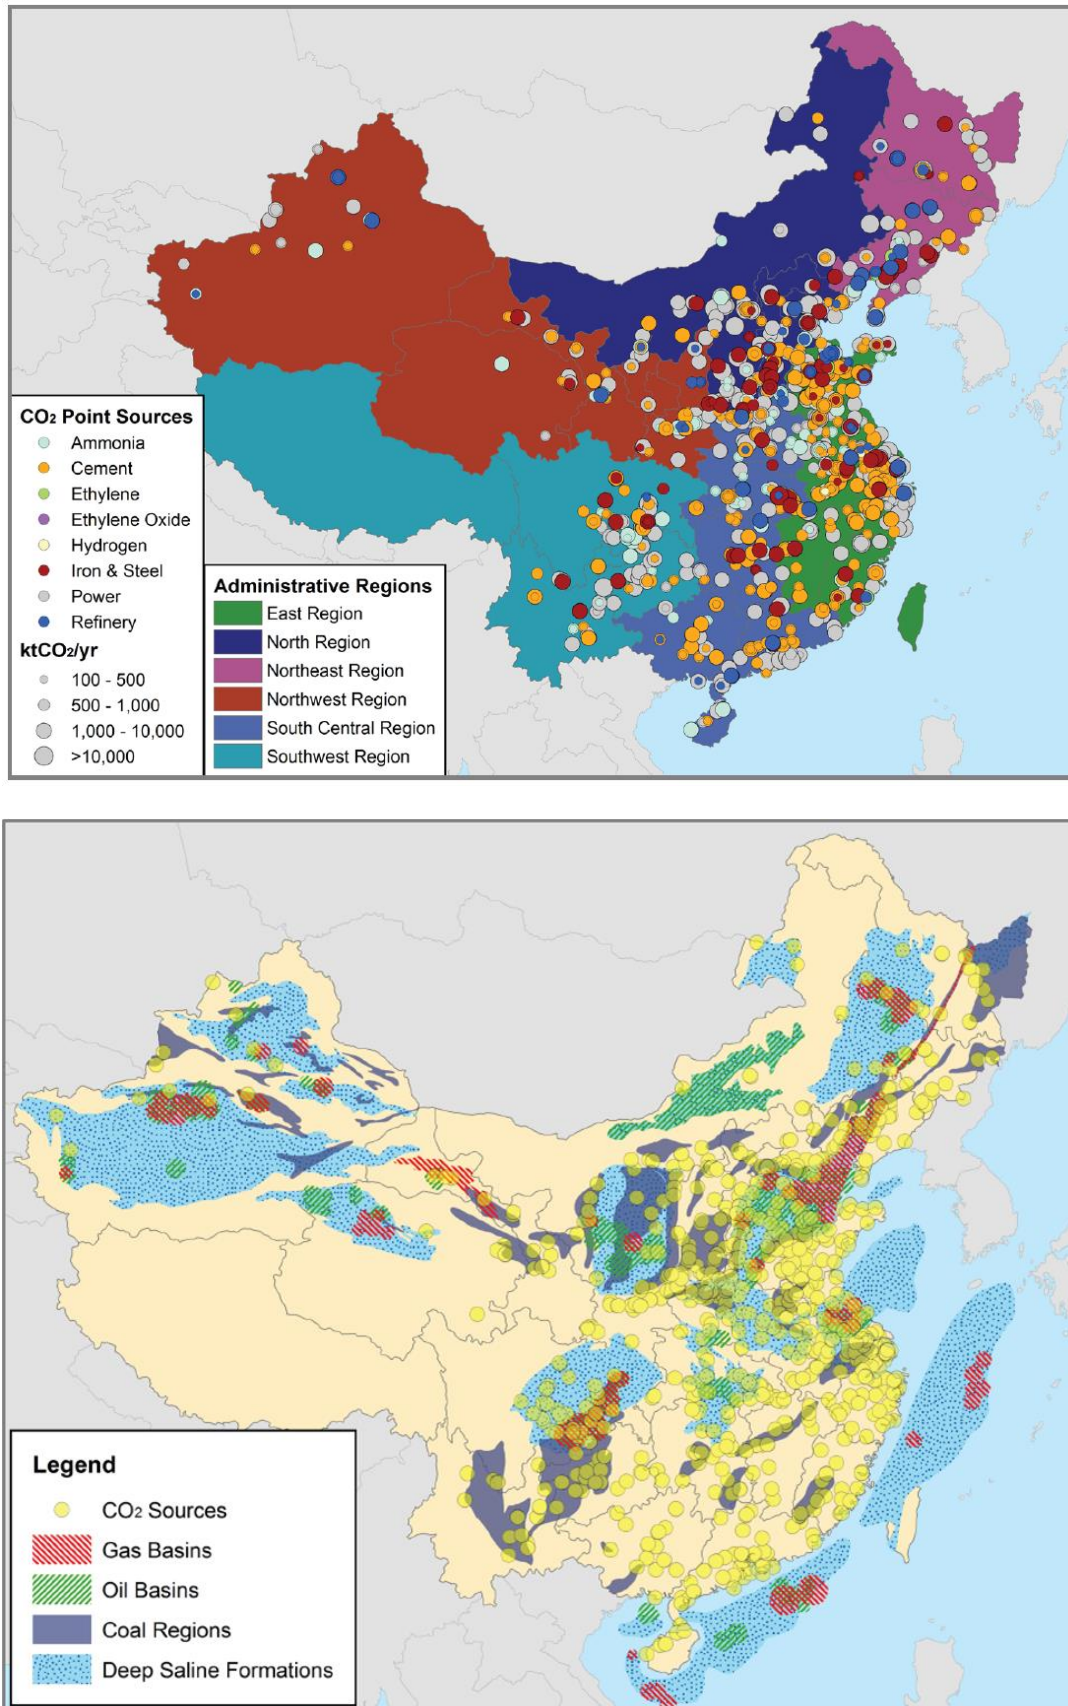 CO2 Point Sources
Ammonia
Cement
Ethylene
Ethylene Oxide
Hydrogen
Iron & Steel
Power
Refinery
ktCO2/yr
100 - 500
500 - 1,000
1,000 - 10,000
>10,000
Administrative Regions
East Region
North Region
Northeast Region
Northwest Region
South Central Region
Southwest Region
Legend
CO2 Sources
Gas Basins
Oil Basins
Coal Regions
Deep Saline Formations